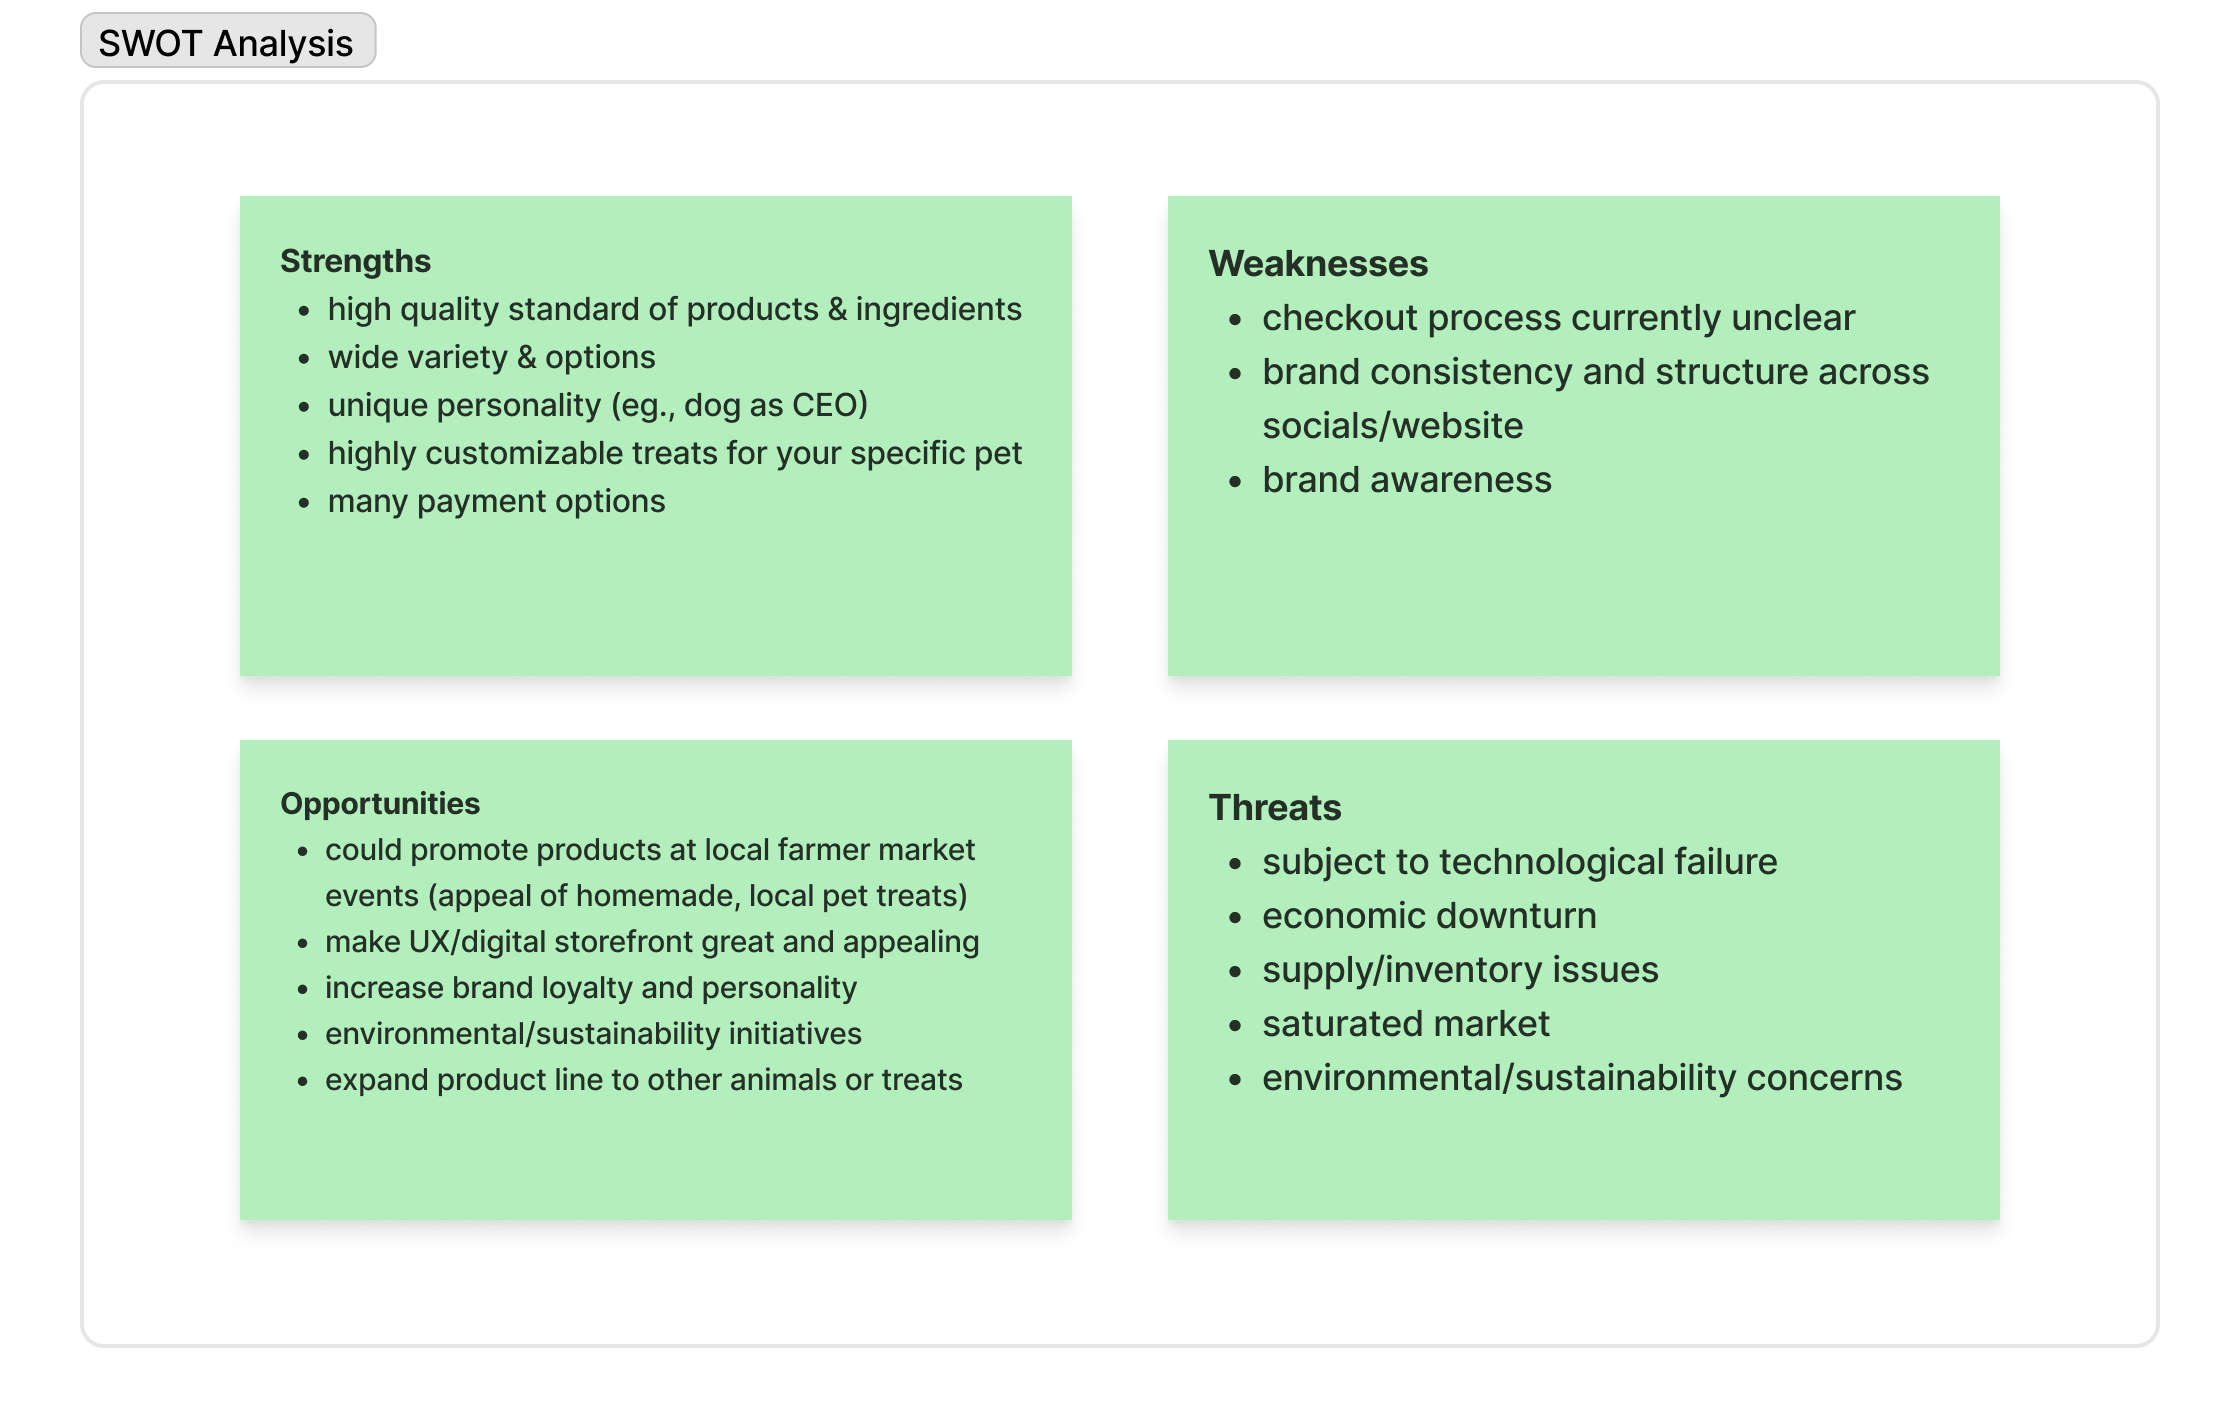 SWOT Analysis
Strengths
• high quality standard of products & ingredients
• wide variety & options
• unique personality (eg., dog as CEO)
• highly customizable treats for your specific pet
• many payment options
Weaknesses
• checkout process currently unclear
• brand consistency and structure across
socials/website
• brand awareness
Opportunities
• could promote products at local farmer market
events (appeal of homemade, local pet treats)
• make UX/digital storefront great and appealing
• increase brand loyalty and personality
• environmental/sustainability initiatives
• expand product line to other animals or treats
Threats
• subject to technological failure
• economic downturn
• supply/inventory issues
• saturated market
• environmental/sustainability concerns